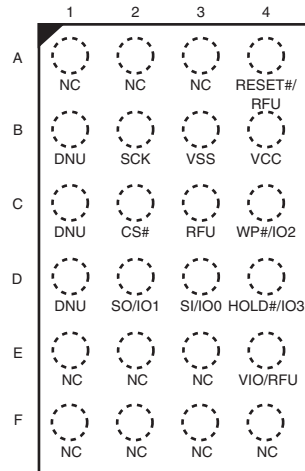 1 2 3 4
A
NC NC NC RESET#/
RFU
B
DNU SCK VSS VCC
C
DNU CS# RFU WP#/IO2
D
DNU SO/IO1 SI/IO0 HOLD#/IO3
E
NC NC NC VIO/RFU
F
NC NC NC NC